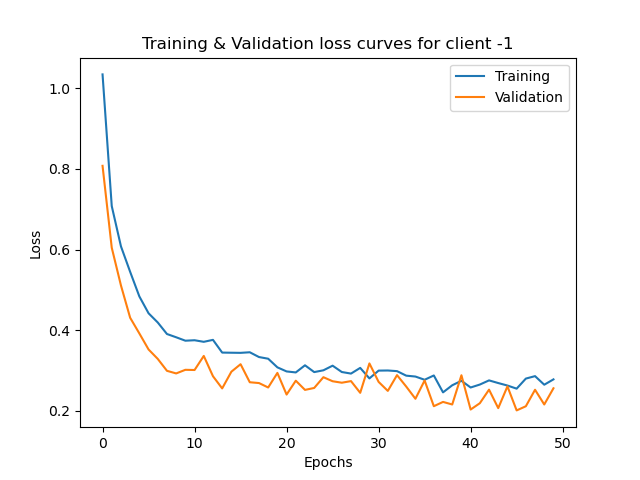 Training & Validation loss curves for client -1
Training
Validation
Loss
1.0
0.8
0.6
0.4
0.2
0
10
20
30
40
50
Epochs